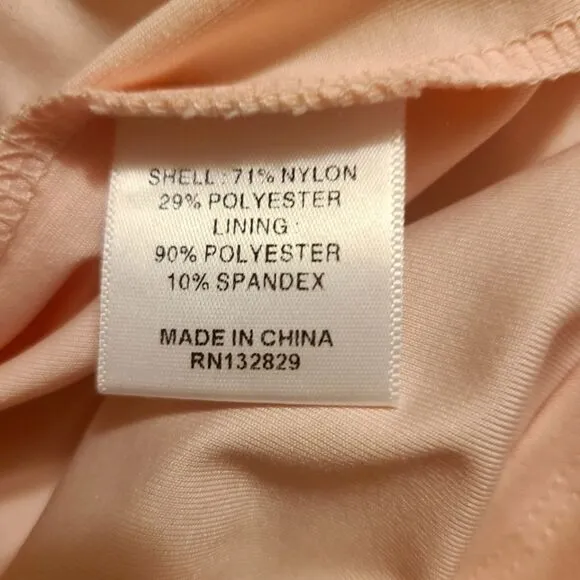 SHELL : 71% NYLON
29% POLYESTER
LINING :
90% POLYESTER
10% SPANDEX
MADE IN CHINA
RN132829